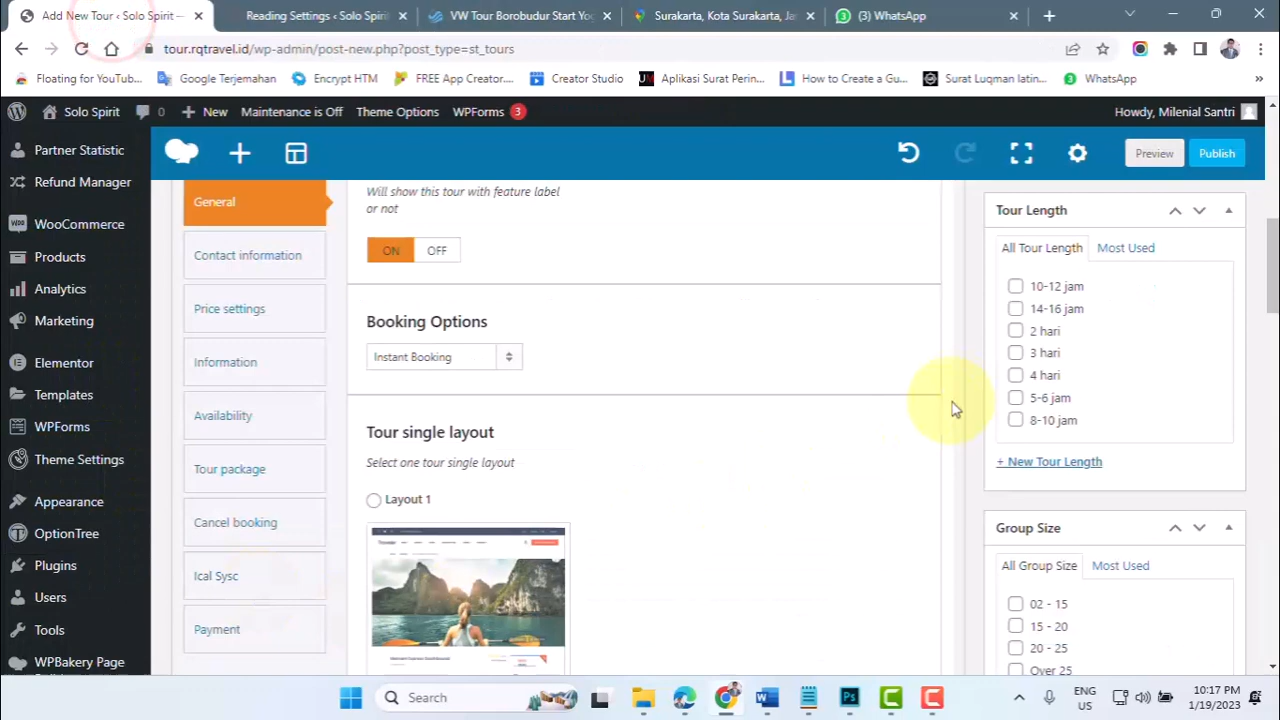 Add New Tour ‹ Solo Spirit —
Reading Settings ‹ Solo Spiri
VW Tour Borobudur Start Yog
Surakarta, Kota Surakarta, Ja
(3) WhatsApp
tour.rqtravel.id/wp-admin/post-new.php?post_type=st_tours
Floating for YouTub...
Google Terjemahan
Encrypt HTM
FREE App Creator....
Creator Studio
Aplikasi Surat Perin...
How to Create a Gu...
Surat Luqman latin...
WhatsApp
»
Solo Spirit
0
New
Maintenance is Off
Theme Options
WPForms
3
Howdy, Milenial Santri
Preview
Publish
Partner Statistic
Refund Manager
WooCommerce
Products
Analytics
Marketing
Elementor
Templates
WPForms
Theme Settings
Appearance
OptionTree
Plugins
Users
Tools
WPBakery Page
General
Contact information
Price settings
Information
Availability
Tour package
Cancel booking
Ical Sysc
Payment
Will show this tour with feature label
or not
ON
OFF
Booking Options
Instant Booking
Tour single layout
Select one tour single layout
Layout 1
Tour Length
All Tour Length
Most Used
10-12 jam
14-16 jam
2 hari
3 hari
4 hari
5-6 jam
8-10 jam
+ New Tour Length
Group Size
All Group Size
Most Used
02 - 15
15 - 20
20 - 25
Over 25
Search
ENG
US
10:17 PM
1/19/2023